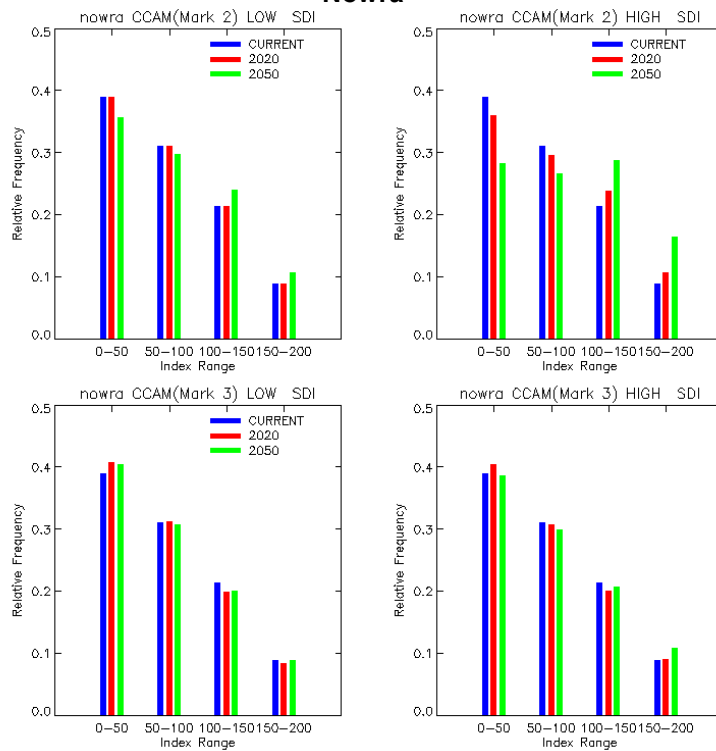 Nowra
nowra CCAM(Mark 2) LOW SDI
0.5
0.4
0.3
0.2
0.1
0.0
Relative Frequency
CURRENT
2020
2050
0-50 50-100 100-150 150-200
Index Range
nowra CCAM(Mark 2) HIGH SDI
0.5
0.4
0.3
0.2
0.1
0.0
Relative Frequency
CURRENT
2020
2050
0-50 50-100 100-150 150-200
Index Range
nowra CCAM(Mark 3) LOW SDI
0.5
0.4
0.3
0.2
0.1
0.0
Relative Frequency
CURRENT
2020
2050
0-50 50-100 100-150 150-200
Index Range
nowra CCAM(Mark 3) HIGH SDI
0.5
0.4
0.3
0.2
0.1
0.0
Relative Frequency
CURRENT
2020
2050
0-50 50-100 100-150 150-200
Index Range